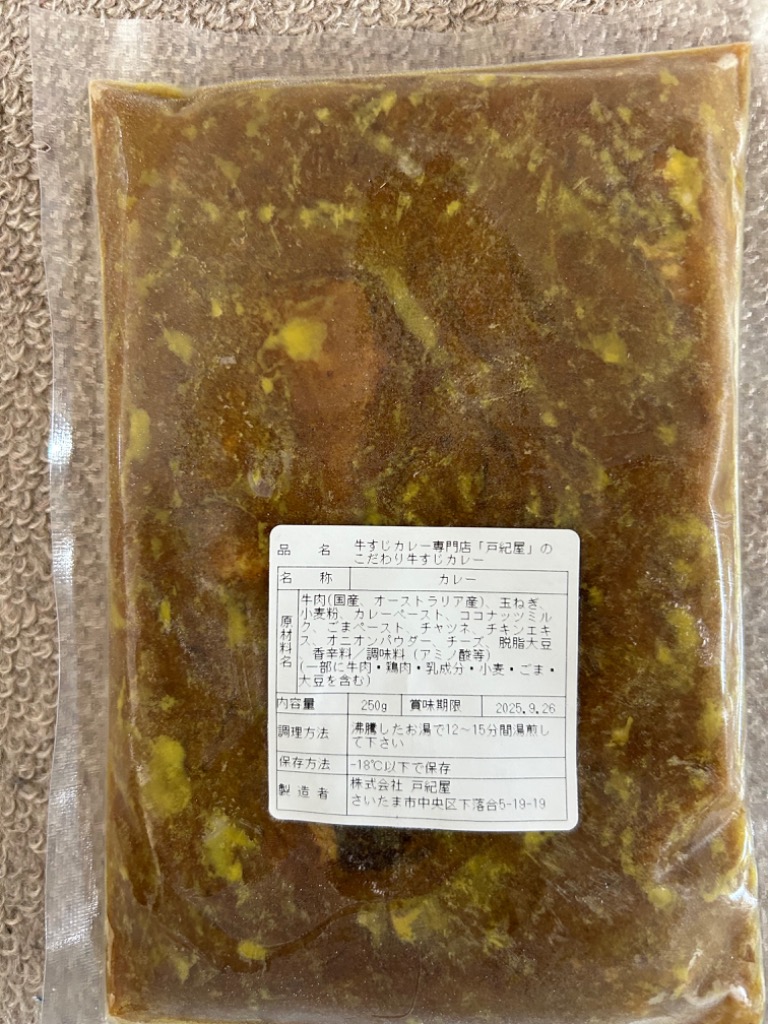 品 名 牛すじカレー専門店「戸紀屋」の
こだわり牛すじカレー
名 称 カレー
原材料名 牛肉(国産、オーストラリア産)、玉ねぎ、
小麦粉、カレーペースト、ココナッツミル
ク、ごまペースト、チャツネ、チキンエキ
ス、オニオンパウダー、チーズ、脱脂大豆
、香辛料/調味料(アミノ酸等)
(一部に牛肉・鶏肉・乳成分・小麦・ごま・
大豆を含む)
内容量 250g 賞味期限 2025.9.26
調理方法 沸騰したお湯で12～15分間湯煎し
て下さい
保存方法 -18℃以下で保存
製造者 株式会社 戸紀屋
さいたま市中央区下落合5-19-19